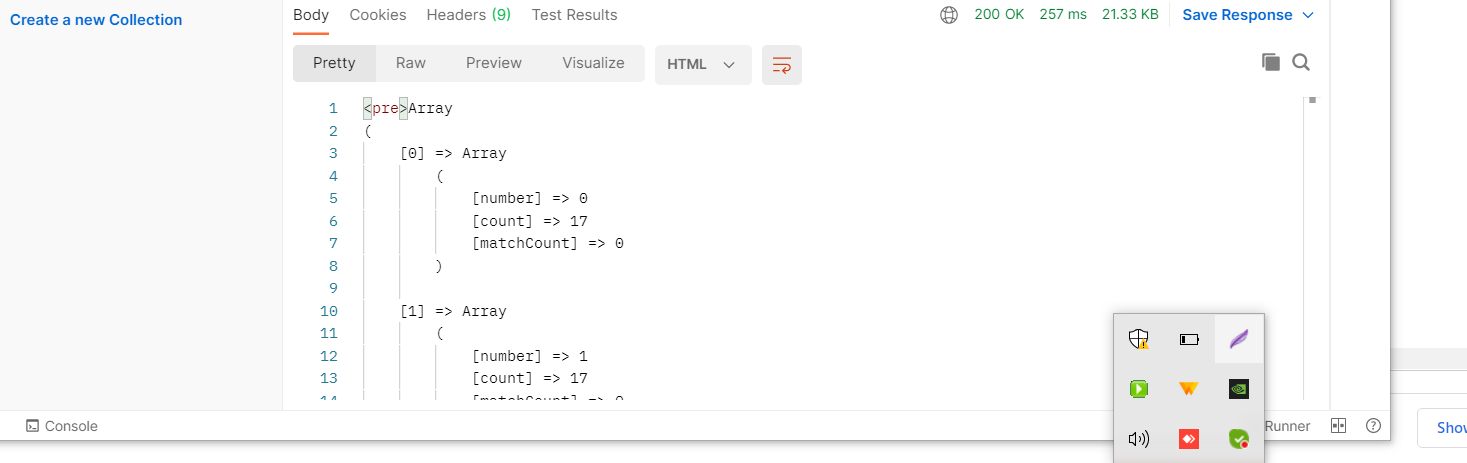 Create a new Collection
Body Cookies Headers (9) Test Results 200 OK 257 ms 21.33 KB Save Response
Pretty Raw Preview Visualize HTML
1 <pre>Array
2 (
3 [0] => Array
4 (
5 [number] => 0
6 [count] => 17
7 [matchCount] => 0
8 )
9
10 [1] => Array
11 (
12 [number] => 1
13 [count] => 17
14 [matchCount] => 0
Console Runner
Show